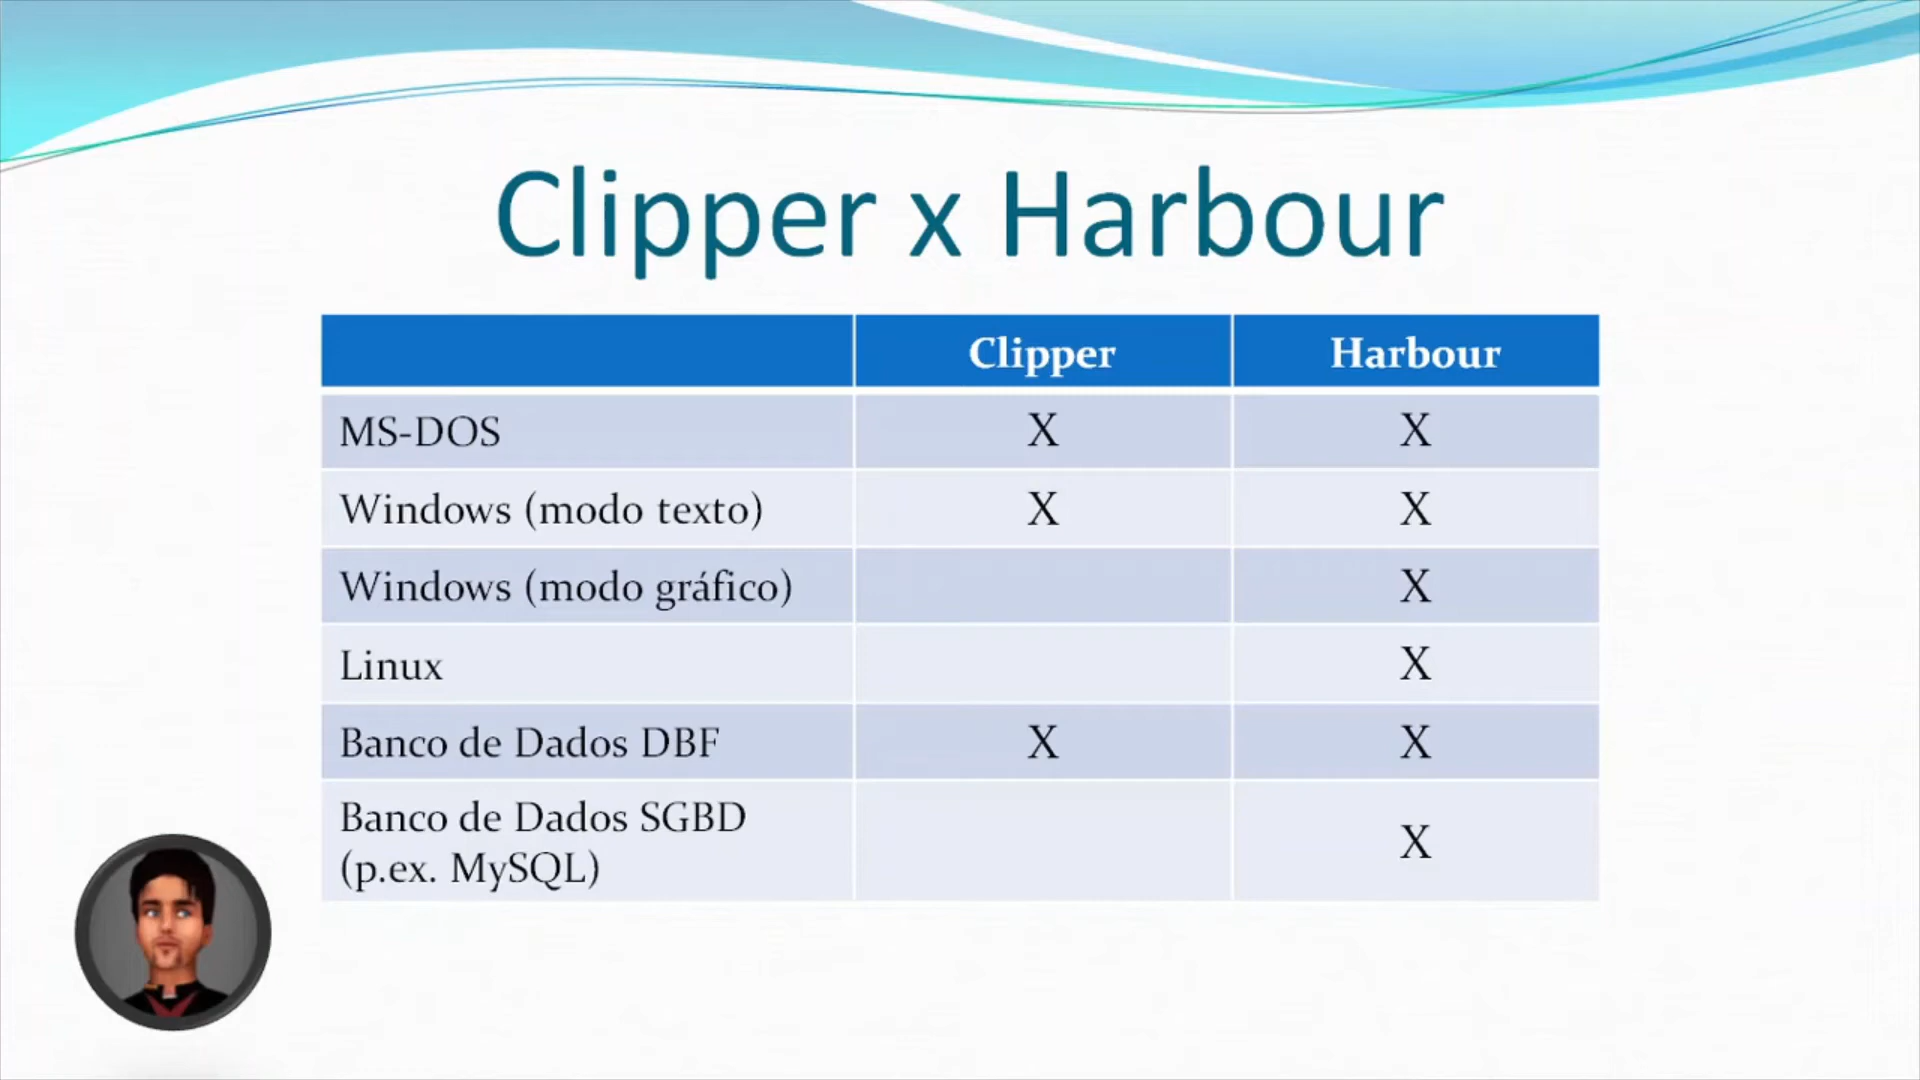 Clipper x Harbour
Clipper Harbour
MS-DOS X X
Windows (modo texto) X X
Windows (modo gráfico) X
Linux X
Banco de Dados DBF X X
Banco de Dados SGBD
(p.ex. MySQL) X